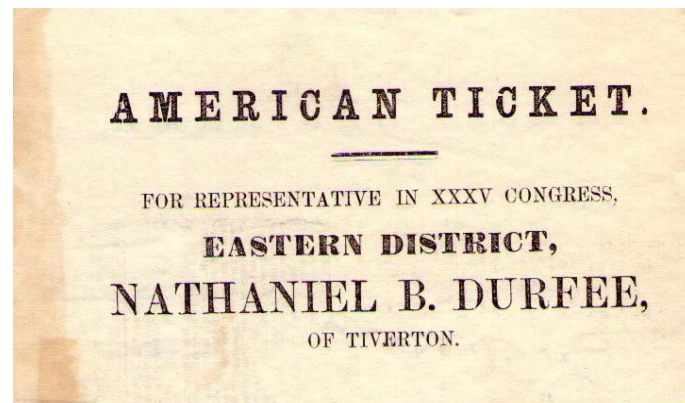 AMERICAN TICKET.
FOR REPRESENTATIVE IN XXXV CONGRESS,
EASTERN DISTRICT,
NATHANIEL B. DURFEE,
OF TIVERTON.